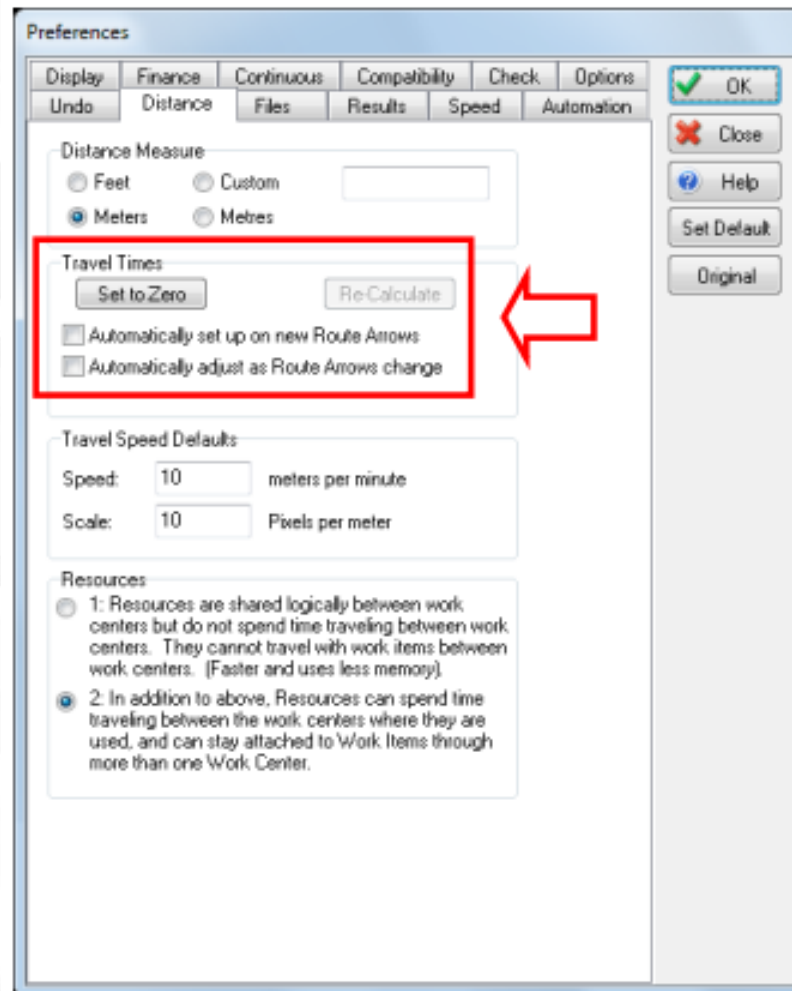 Preferences
Display Finance Continuous Compatibility Check Options
Undo Distance Files Results Speed Automation
OK
Close
Help
Set Default
Original
Distance Measure
Feet Custom
Meters Metres
Travel Times
Set to Zero Re-Calculate
Automatically set up on new Route Arrows
Automatically adjust as Route Arrows change
Travel Speed Defaults
Speed: 10 meters per minute
Scale: 10 Pixels per meter
Resources
1: Resources are shared logically between work
centers but do not spend time traveling between work
centers. They cannot travel with work items between
work centers. (Faster and uses less memory).
2: In addition to above, Resources can spend time
traveling between the work centers where they are
used, and can stay attached to Work Items through
more than one Work Center.